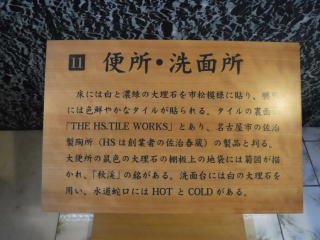 11 便所・洗面所
床には白と濃緑の大理石を市松模様に貼り、腰壁
には色鮮やかなタイルが貼られる。タイルの裏面
「THE HS.TILE WORKS」とあり、名古屋市の佐治
製陶所(HSは創業者の佐治春蔵)の製品と判る。
大便所の鼠色の大理石の棚板上の地袋には菊図が描
かれ、「秋渓」の銘がある。洗面台には白の大理石を
用い、水道蛇口にはHOTとCOLDがある。